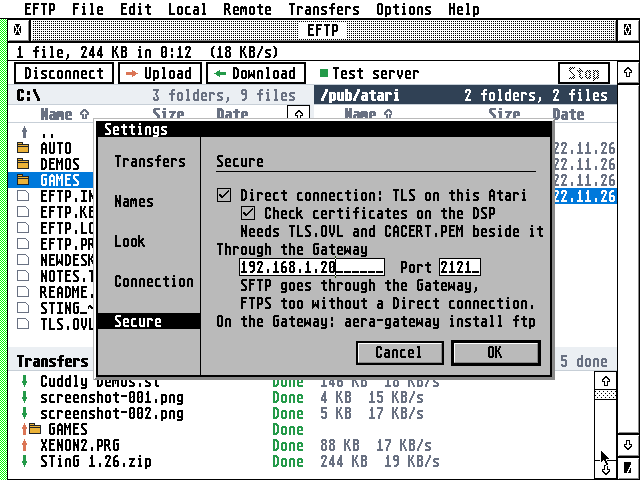 EFTP File Edit Local Remote Transfers Options Help
EFTP
1 file, 244 KB in 0:12 (18 KB/s)
Disconnect → Upload ← Download ■ Test server Stop
C:\ 3 folders, 9 files /pub/atari 2 folders, 2 files
Name ⇧ Size Date Name ⇧ Size Date
..
AUTO 22.11.26
DEMOS 22.11.26
GAMES 22.11.26
EFTP.IN 22.11.26
EFTP.KE
EFTP.LO
EFTP.PR
NEWDESK
NOTES.T
README.
STING_~
TLS.OVL
Settings
Transfers
Names
Look
Connection
Secure
Secure
Direct connection: TLS on this Atari
Check certificates on the DSP
Needs TLS.OVL and CACERT.PEM beside it
Through the Gateway
192.168.1.20______ Port 2121_
SFTP goes through the Gateway,
FTPS too without a Direct connection.
On the Gateway: aera-gateway install ftp
Cancel OK
Transfers 5 done
Cuddly Demos.st Done 146 KB 18 KB/s
screenshot-001.png Done 4 KB 15 KB/s
screenshot-002.png Done 5 KB 17 KB/s
GAMES Done
XENON2.PRG Done 88 KB 17 KB/s
STinG 1.26.zip Done 244 KB 19 KB/s